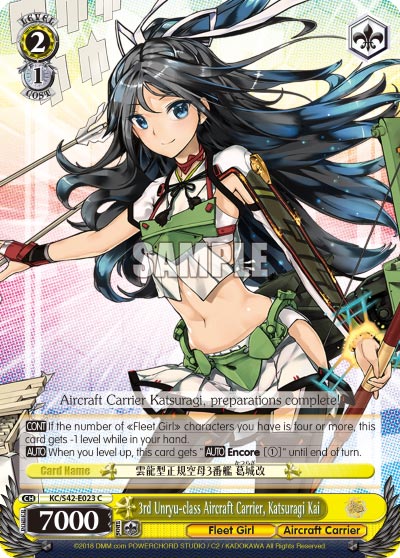 LEVEL
2
1
COST
SAMPLE
Aircraft Carrier Katsuragi, preparations complete!
CONT If the number of «Fleet Girl» characters you have is four or more, this
card gets -1 level while in your hand.
AUTO When you level up, this card gets "AUTO Encore [①]" until end of turn.
Card Name
雲龍型正規空母3番艦 葛城改
CH
KC/S42-E023 C
3rd Unryu-class Aircraft Carrier, Katsuragi Kai
7000
Fleet Girl
Aircraft Carrier
©2016 DMM.com POWERCHORD STUDIO / C2 / KADOKAWA All Rights Reserved.